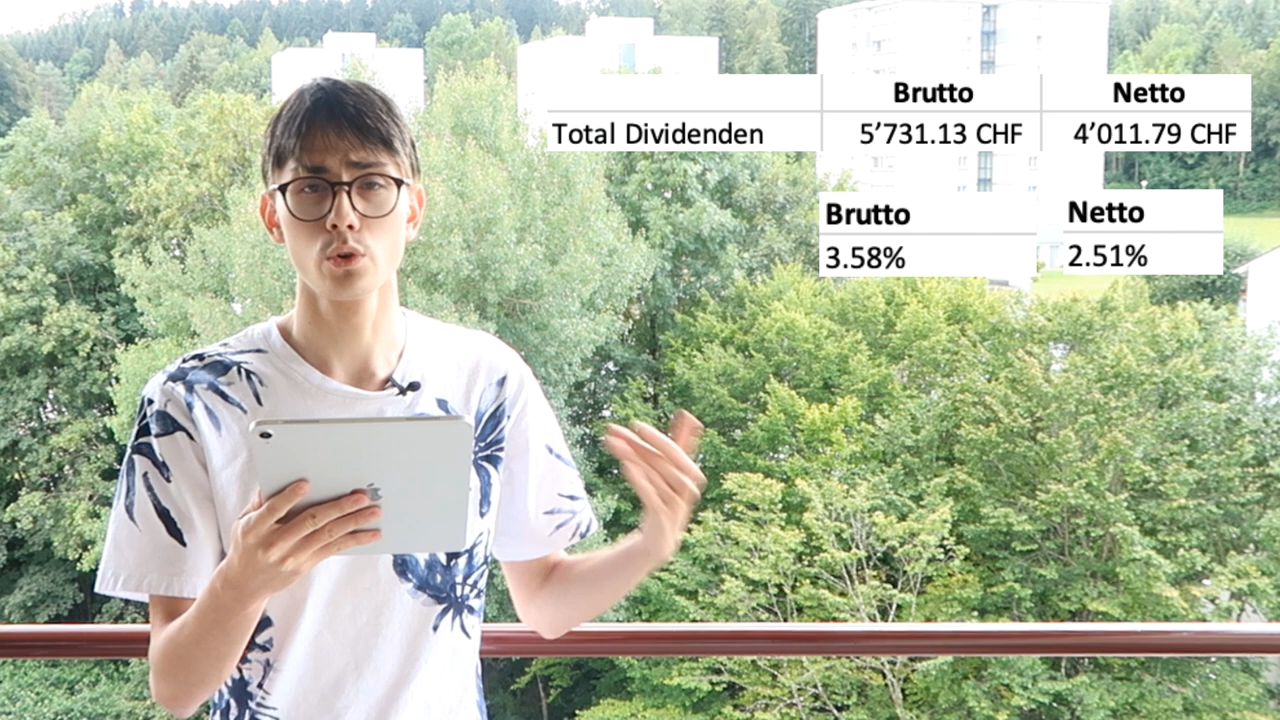 Brutto Netto
Total Dividenden 5’731.13 CHF 4’011.79 CHF
Brutto Netto
3.58% 2.51%